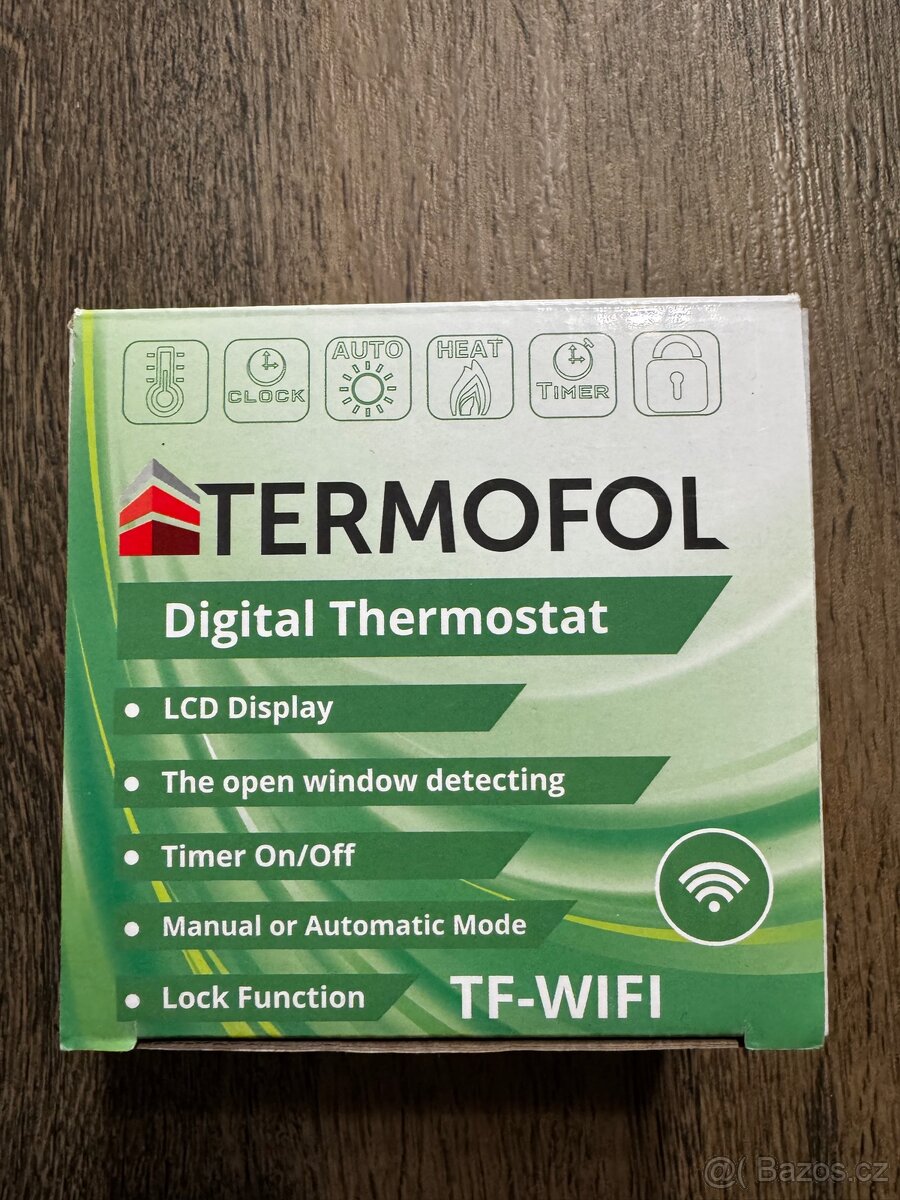 CLOCK
AUTO
HEAT
TIMER
TERMOFOL
Digital Thermostat
• LCD Display
• The open window detecting
• Timer On/Off
• Manual or Automatic Mode
• Lock Function
TF-WIFI
@( Bazos.cz